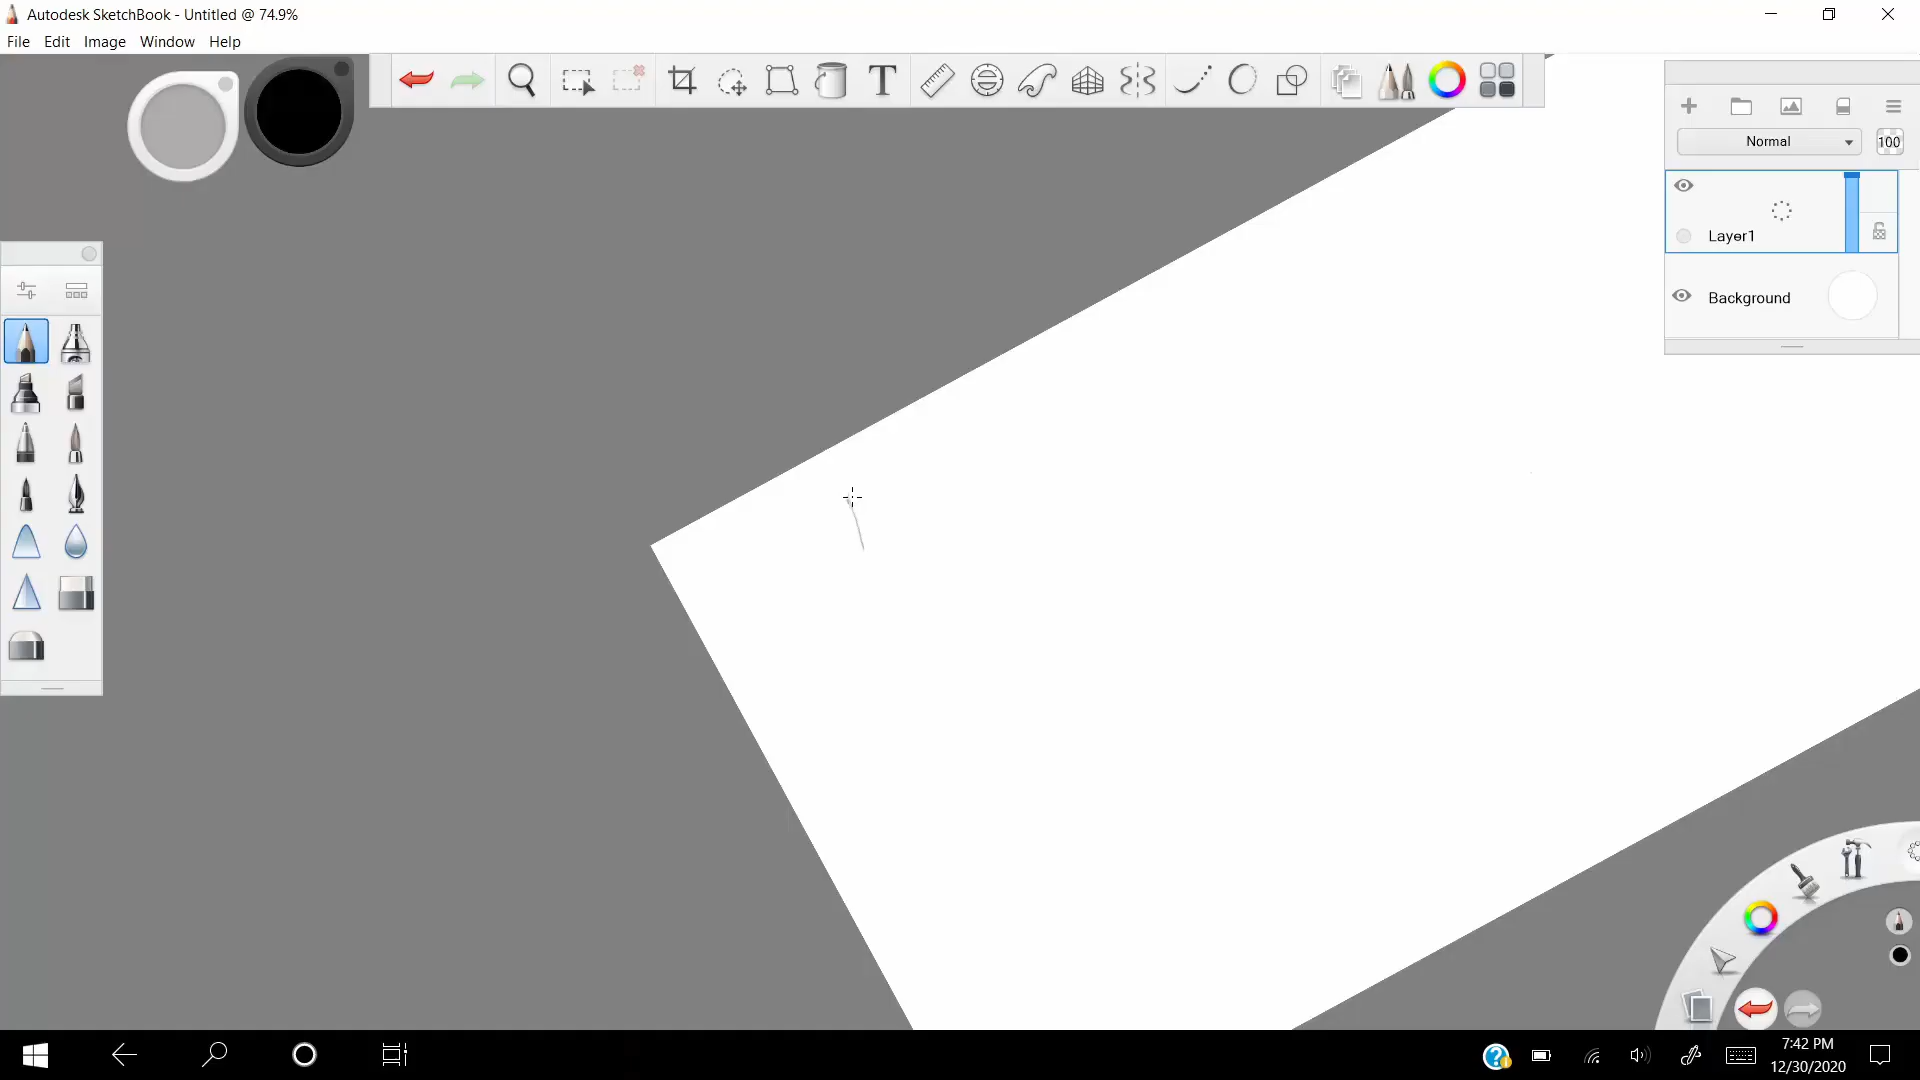 Autodesk SketchBook - Untitled @ 74.9%
File Edit Image Window Help
T
Normal 100
Layer1
Background
7:42 PM
12/30/2020